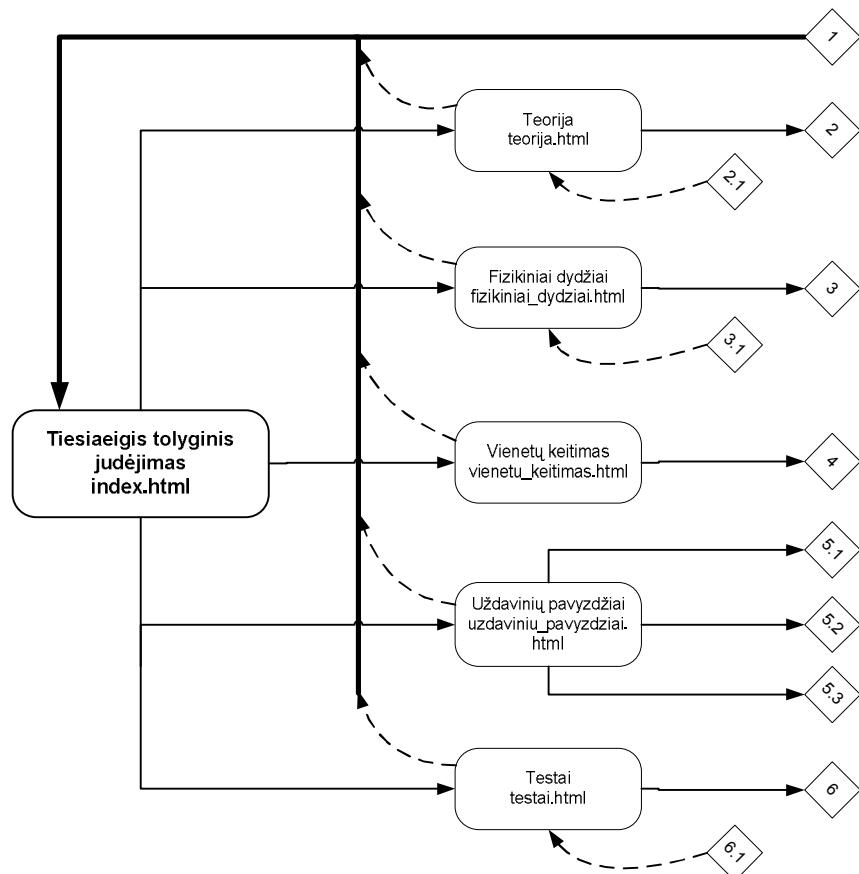 1
Teorija
teorija.html
2
2.1
Fizikiniai dydžiai
fizikiniai_dydziai.html
3
3.1
Tiesiaeigis tolyginis
judėjimas
index.html
Vienetų keitimas
vienetu_keitimas.html
4
5.1
Uždavinių pavyzdžiai
uzdaviniu_pavyzdziai.
html
5.2
5.3
Testai
testai.html
6
6.1